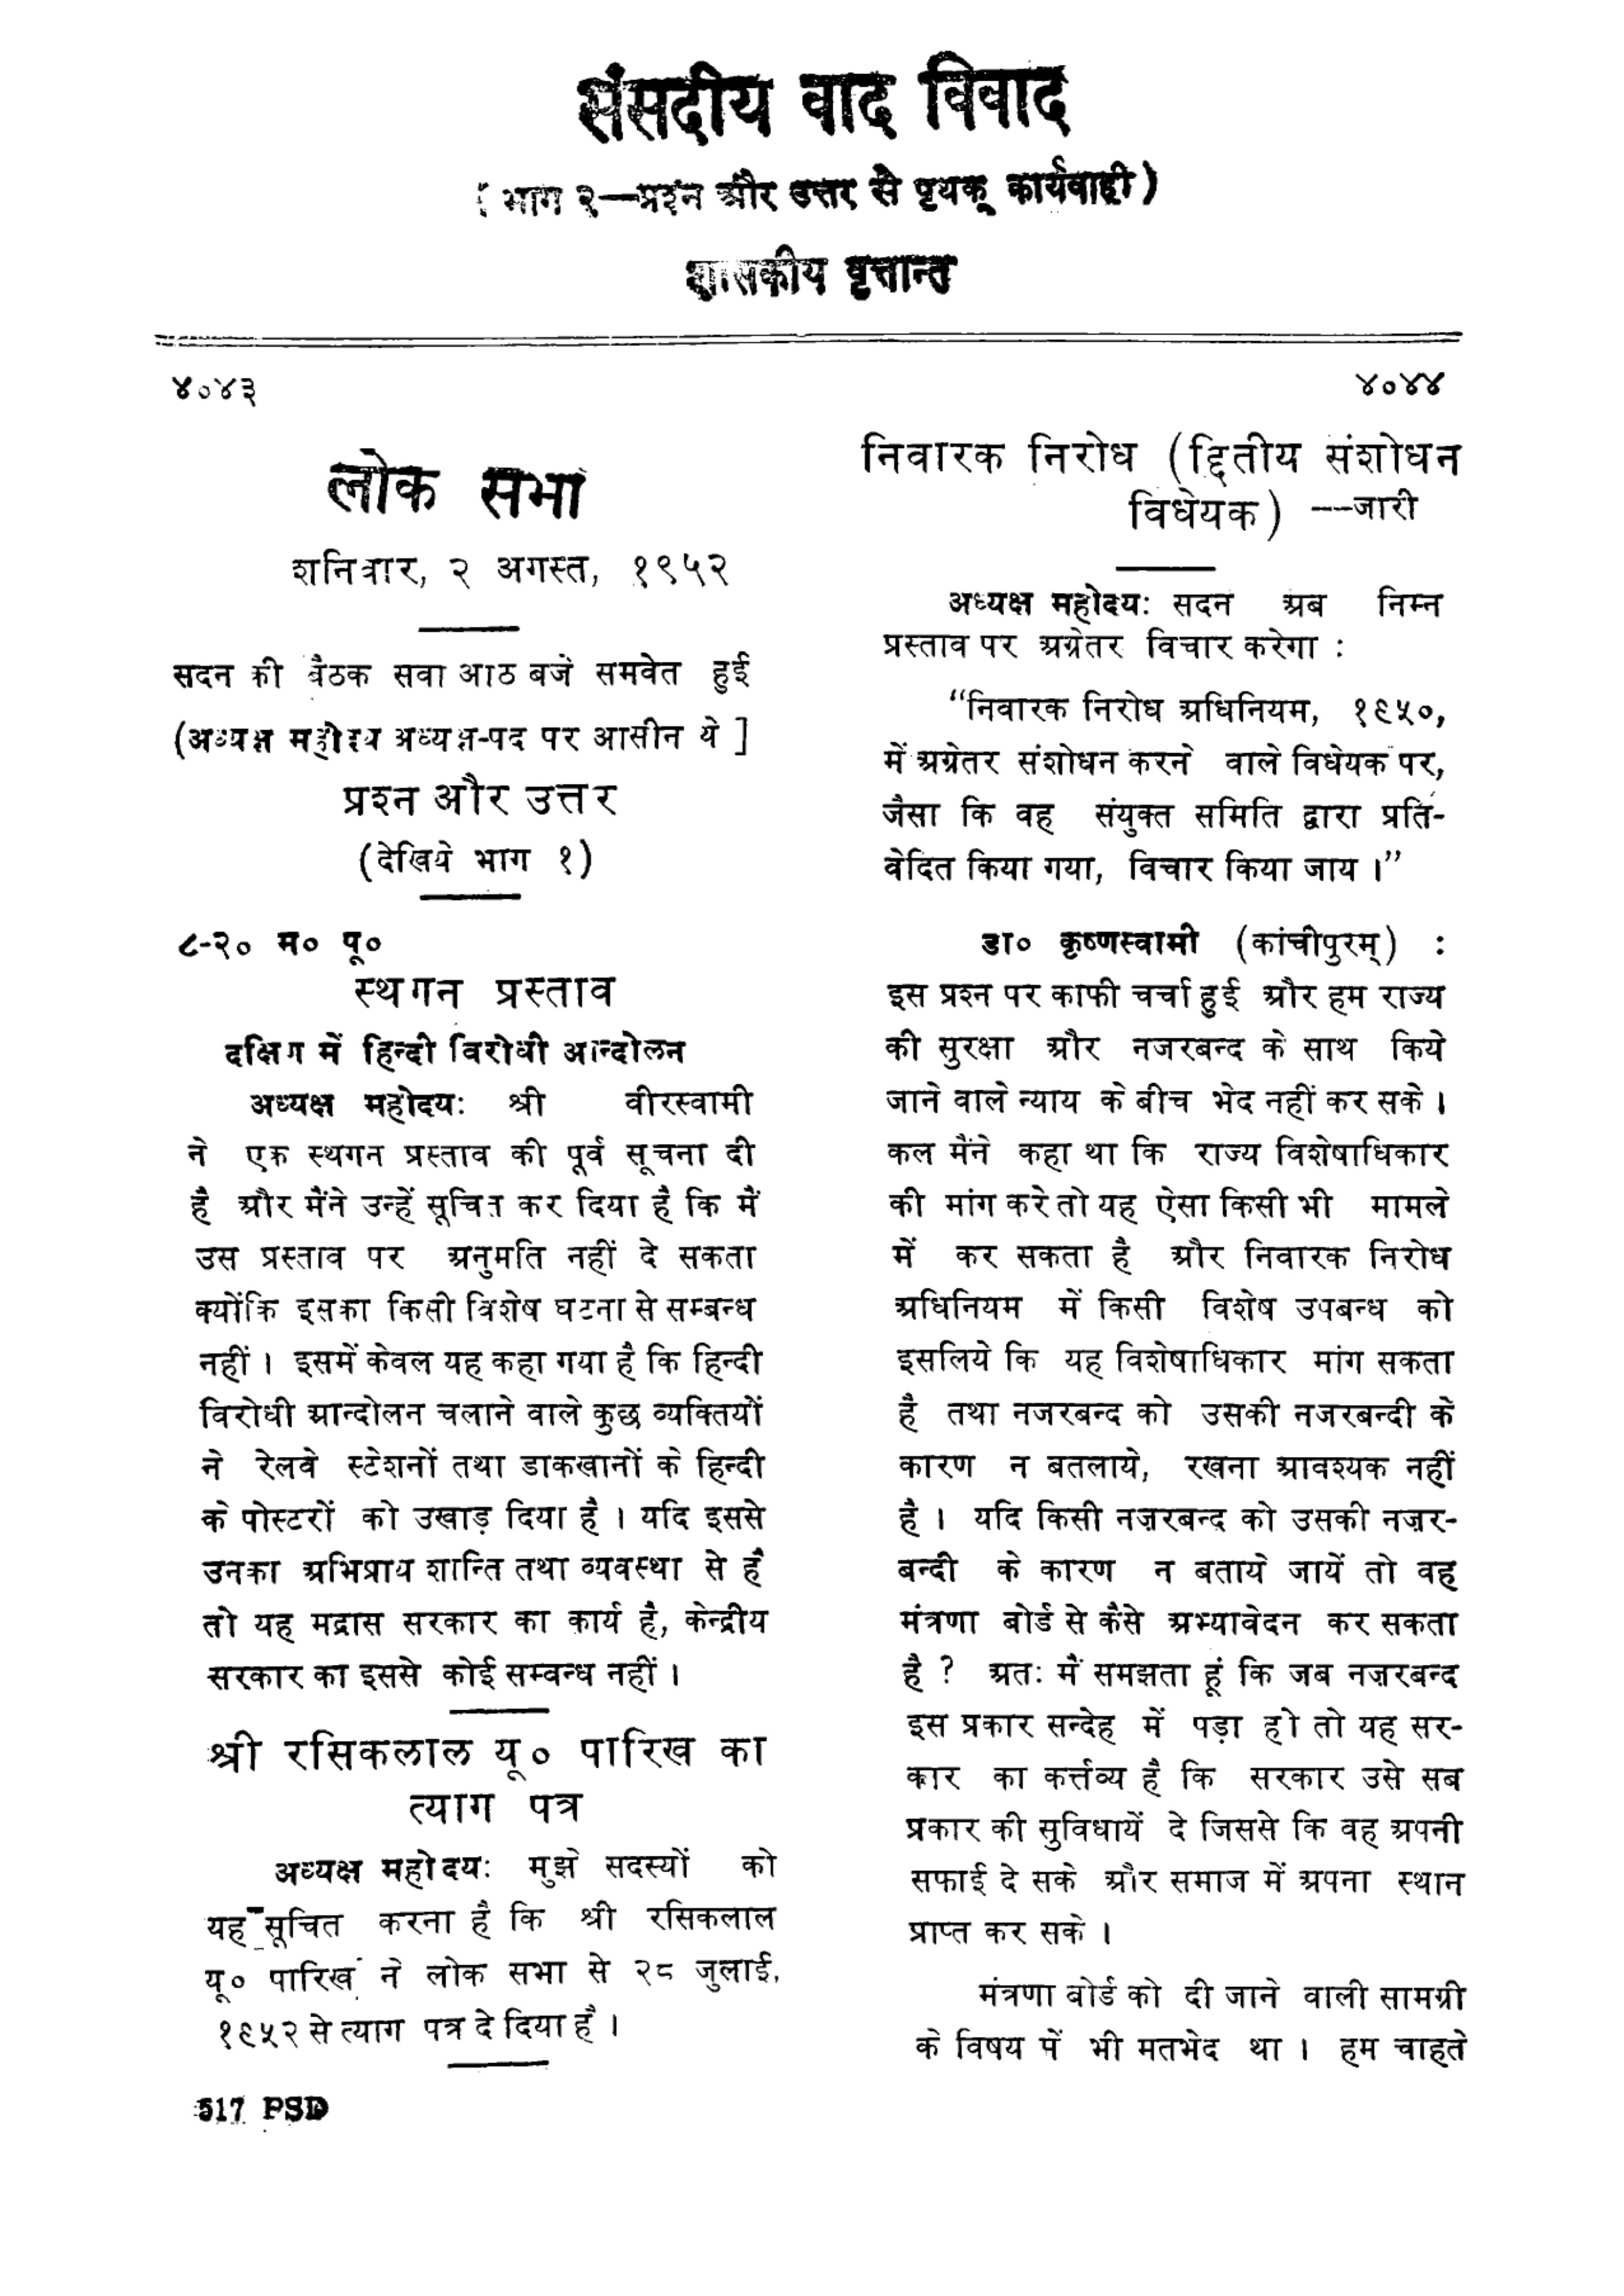 संसदीय वाद विवाद
(भाग २—प्रश्न और उत्तर से पृथक् कार्यवाही)
शासकीय वृत्तान्त
४०४३
लोक सभा
शनिवार, २ अगस्त, १९५२
सदन की बैठक सवा आठ बजे समवेत हुई
(अध्यक्ष महोदय अध्यक्ष-पद पर आसीन थे ]
प्रश्न और उत्तर
(देखिये भाग १)
८-२० म० पू०
स्थगन प्रस्ताव
दक्षिण में हिन्दी विरोधी आन्दोलन
अध्यक्ष महोदय: श्री वीरस्वामी
ने एक स्थगन प्रस्ताव की पूर्व सूचना दी
है और मैंने उन्हें सूचित कर दिया है कि मैं
उस प्रस्ताव पर अनुमति नहीं दे सकता
क्योंकि इसका किसी विशेष घटना से सम्बन्ध
नहीं । इसमें केवल यह कहा गया है कि हिन्दी
विरोधी आन्दोलन चलाने वाले कुछ व्यक्तियों
ने रेलवे स्टेशनों तथा डाकखानों के हिन्दी
के पोस्टरों को उखाड़ दिया है । यदि इससे
उनका अभिप्राय शान्ति तथा व्यवस्था से है
तो यह मद्रास सरकार का कार्य है, केन्द्रीय
सरकार का इससे कोई सम्बन्ध नहीं ।
श्री रसिकलाल यू० पारिख का
त्याग पत्र
अध्यक्ष महोदय: मुझे सदस्यों को
यह सूचित करना है कि श्री रसिकलाल
यू० पारिख ने लोक सभा से २८ जुलाई,
१९५२ से त्याग पत्र दे दिया है ।
517 PSD
४०४४
निवारक निरोध (द्वितीय संशोधन
विधेयक) ––जारी
अध्यक्ष महोदय: सदन अब निम्न
प्रस्ताव पर अग्रेतर विचार करेगा :
“निवारक निरोध अधिनियम, १९५०,
में अग्रेतर संशोधन करने वाले विधेयक पर,
जैसा कि वह संयुक्त समिति द्वारा प्रति-
वेदित किया गया, विचार किया जाय ।”
डा० कृष्णस्वामी (कांचीपुरम्) :
इस प्रश्न पर काफी चर्चा हुई और हम राज्य
की सुरक्षा और नजरबन्द के साथ किये
जाने वाले न्याय के बीच भेद नहीं कर सके ।
कल मैंने कहा था कि राज्य विशेषाधिकार
की मांग करे तो यह ऐसा किसी भी मामले
में कर सकता है और निवारक निरोध
अधिनियम में किसी विशेष उपबन्ध को
इसलिये कि यह विशेषाधिकार मांग सकता
है तथा नजरबन्द को उसकी नजरबन्दी के
कारण न बतलाये, रखना आवश्यक नहीं
है । यदि किसी नज़रबन्द को उसकी नज़र-
बन्दी के कारण न बताये जायें तो वह
मंत्रणा बोर्ड से कैसे अभ्यावेदन कर सकता
है ? अतः मैं समझता हूं कि जब नज़रबन्द
इस प्रकार सन्देह में पड़ा हो तो यह सर-
कार का कर्त्तव्य है कि सरकार उसे सब
प्रकार की सुविधायें दे जिससे कि वह अपनी
सफाई दे सके और समाज में अपना स्थान
प्राप्त कर सके ।
मंत्रणा बोर्ड को दी जाने वाली सामग्री
के विषय में भी मतभेद था । हम चाहते